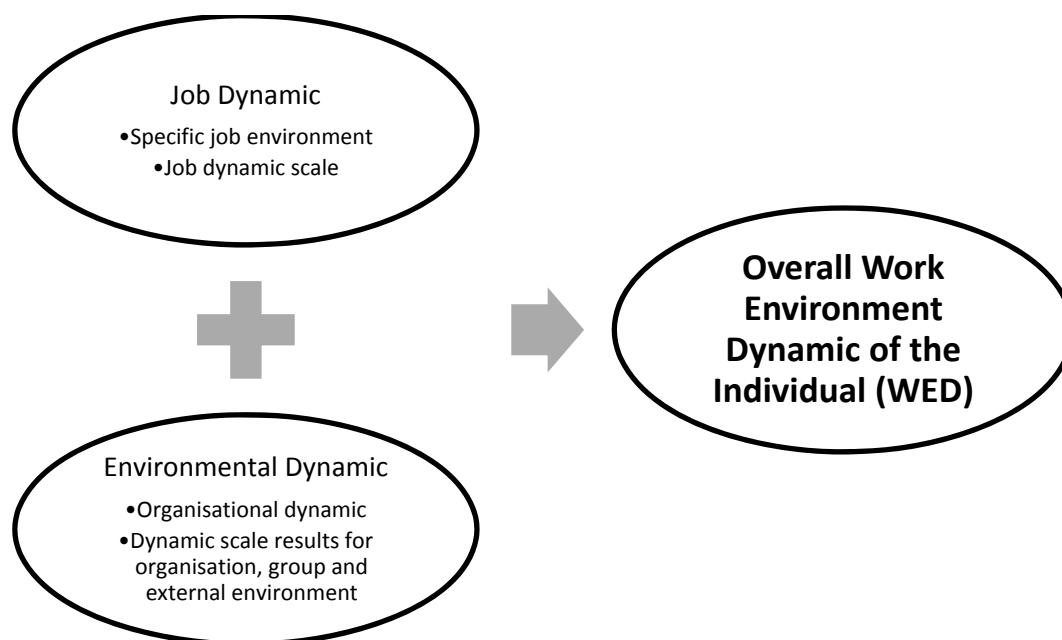 Job Dynamic
•Specific job environment
•Job dynamic scale
Environmental Dynamic
•Organisational dynamic
•Dynamic scale results for
organisation, group and
external environment
Overall Work
Environment
Dynamic of the
Individual (WED)